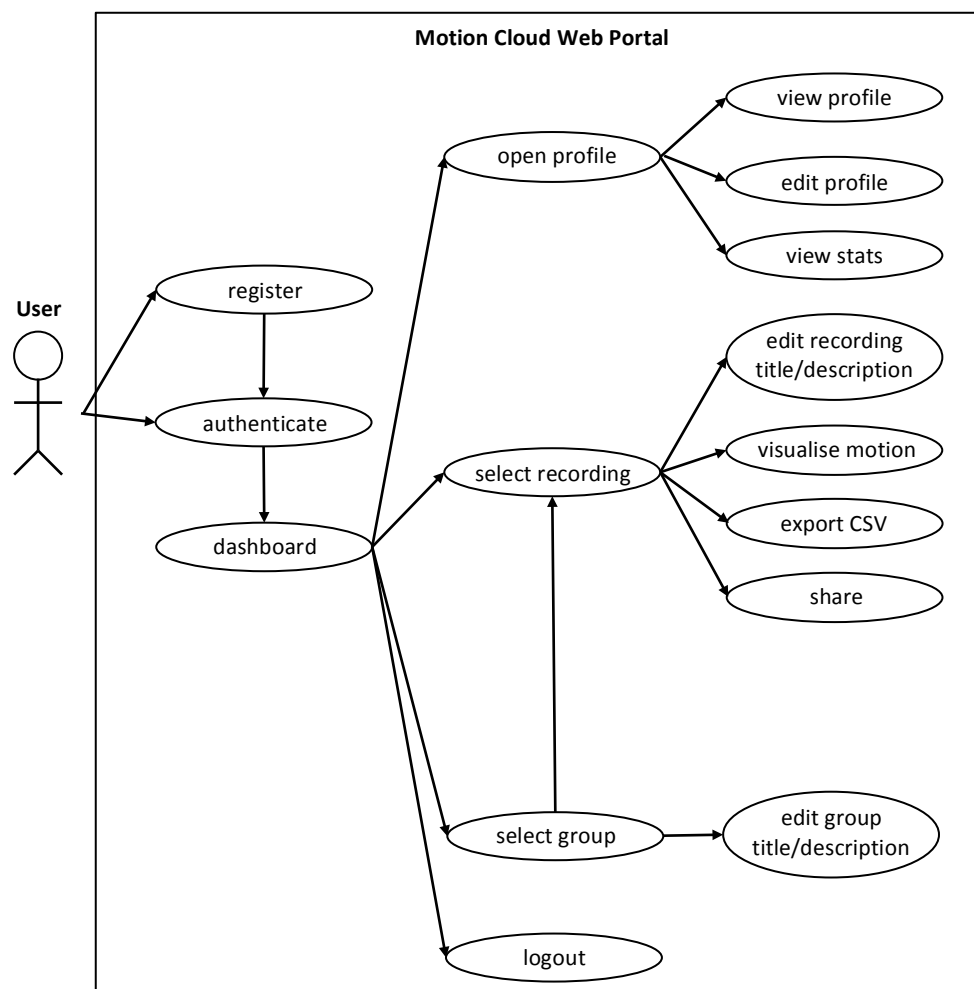 Motion Cloud Web Portal
view profile
open profile
edit profile
view stats
register
User
edit recording
title/description
authenticate
visualise motion
select recording
export CSV
dashboard
share
edit group
title/description
select group
logout